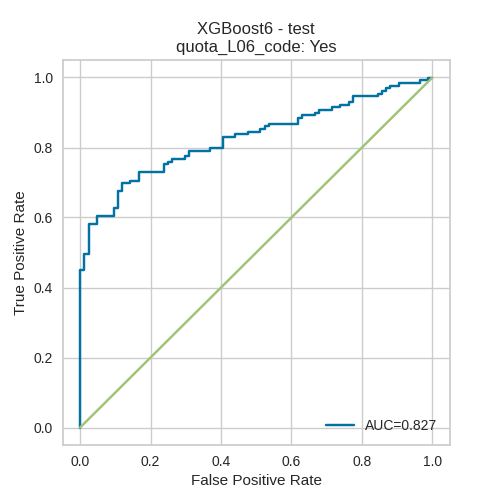 XGBoost6 - test
quota_L06_code: Yes
1.0
0.8
0.6
0.4
0.2
0.0
True Positive Rate
AUC=0.827
0.0 0.2 0.4 0.6 0.8 1.0
False Positive Rate